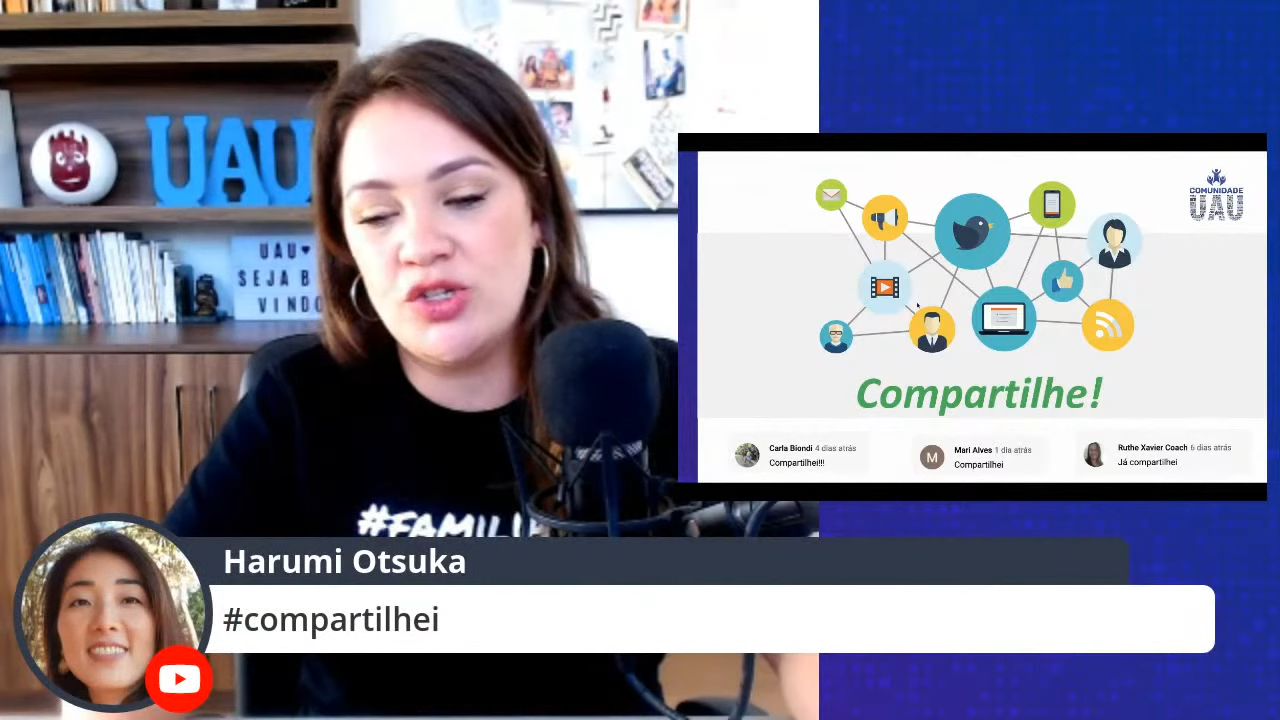 UAU
UAU♥
SEJA B
VINDO
#FAMILI
COMUNIDADE
UAU
Compartilhe!
Carla Biondi 4 dias atrás
Compartilhei!!!
M
Mari Alves 1 dia atrás
Compartilhei
Ruthe Xavier Coach 6 dias atrás
Já compartilhei
Harumi Otsuka
#compartilhei